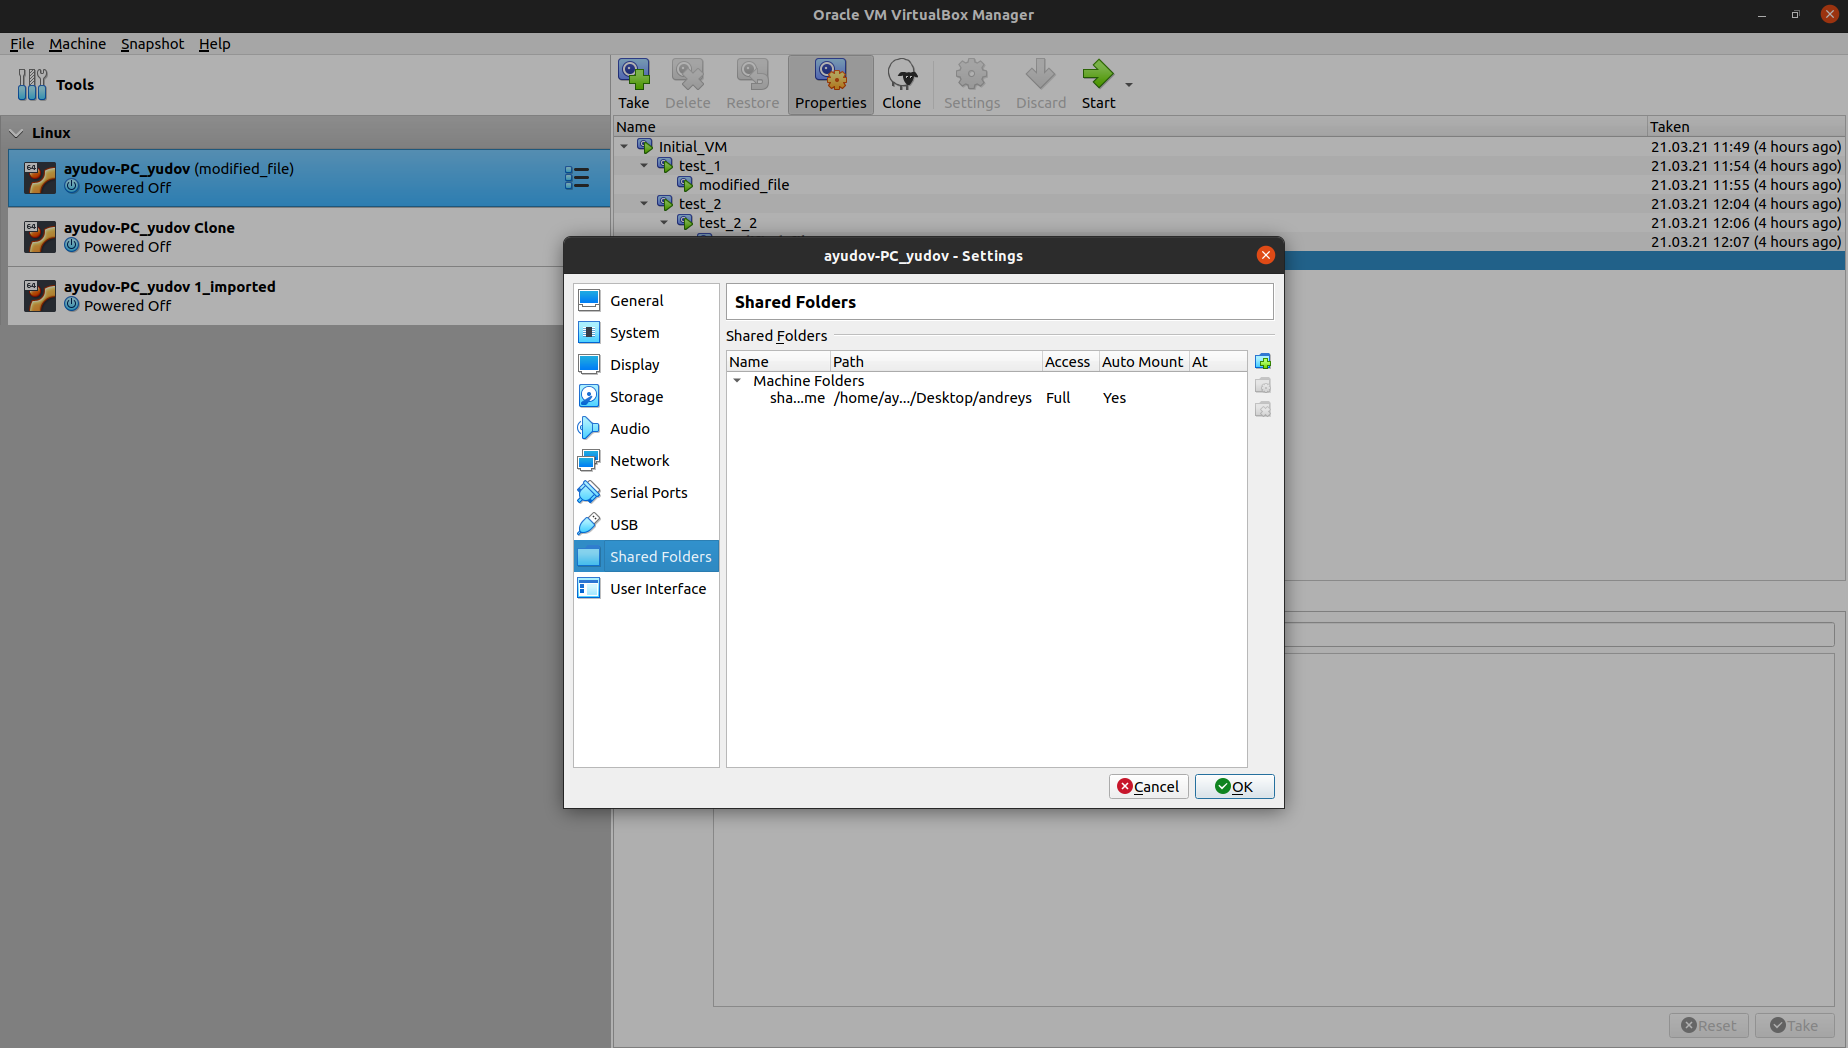 Oracle VM VirtualBox Manager
File Machine Snapshot Help
Tools
Take Delete Restore Properties Clone Settings Discard Start
Linux
64
ayudov-PC_yudov (modified_file)
Powered Off
64
ayudov-PC_yudov Clone
Powered Off
64
ayudov-PC_yudov 1_imported
Powered Off
Name Taken
Initial_VM 21.03.21 11:49 (4 hours ago)
test_1 21.03.21 11:54 (4 hours ago)
modified_file 21.03.21 11:55 (4 hours ago)
test_2 21.03.21 12:04 (4 hours ago)
test_2_2 21.03.21 12:06 (4 hours ago)
21.03.21 12:07 (4 hours ago)
ayudov-PC_yudov - Settings
General
System
Display
Storage
Audio
Network
Serial Ports
USB
Shared Folders
User Interface
Shared Folders
Shared Folders
Name Path Access Auto Mount At
Machine Folders
sha...me /home/ay.../Desktop/andreys Full Yes
Cancel OK
Reset Take